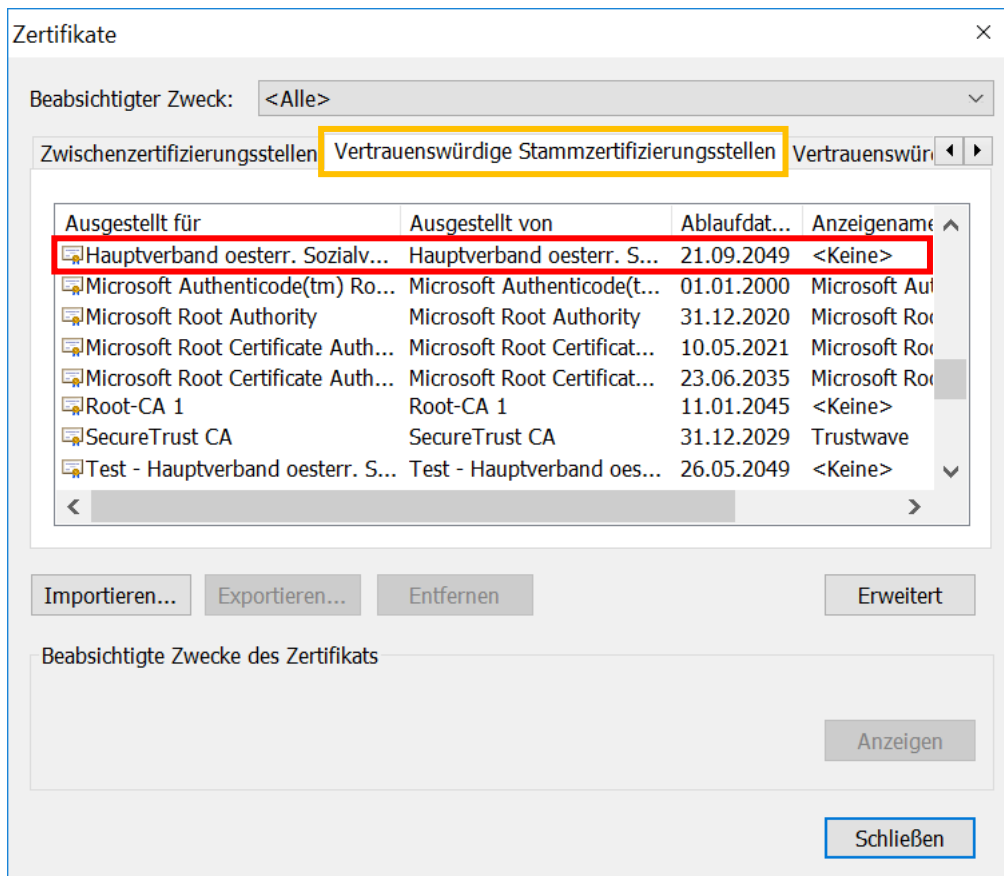 Zertifikate
Beabsichtigter Zweck: <Alle>
Zwischenzertifizierungsstellen Vertrauenswürdige Stammzertifizierungsstellen Vertrauenswürd
Ausgestellt für Ausgestellt von Ablaufdat... Anzeigename
Hauptverband oesterr. Sozialv... Hauptverband oesterr. S... 21.09.2049 <Keine>
Microsoft Authenticode(tm) Ro... Microsoft Authenticode(t... 01.01.2000 Microsoft Aut
Microsoft Root Authority Microsoft Root Authority 31.12.2020 Microsoft Roo
Microsoft Root Certificate Auth... Microsoft Root Certificat... 10.05.2021 Microsoft Roo
Microsoft Root Certificate Auth... Microsoft Root Certificat... 23.06.2035 Microsoft Roo
Root-CA 1 Root-CA 1 11.01.2045 <Keine>
SecureTrust CA SecureTrust CA 31.12.2029 Trustwave
Test - Hauptverband oesterr. S... Test - Hauptverband oes... 26.05.2049 <Keine>
Importieren... Exportieren... Entfernen Erweitert
Beabsichtigte Zwecke des Zertifikats
Anzeigen
Schließen